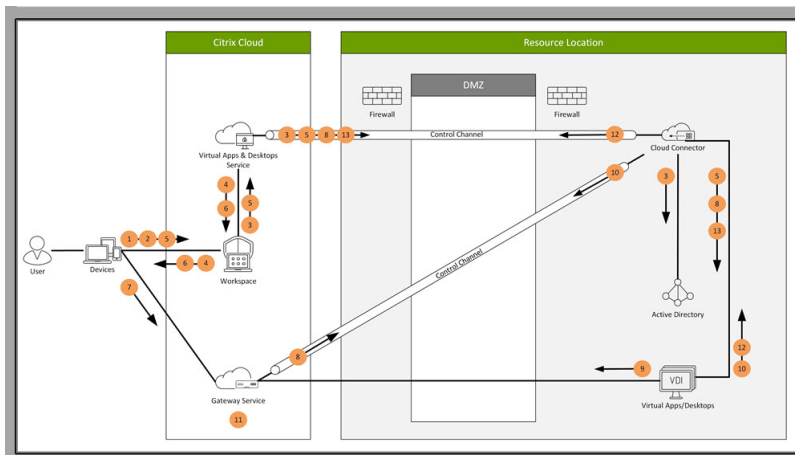 Citrix Cloud
Resource Location
DMZ
Firewall
Firewall
3 5 8 13
Control Channel
12
Virtual Apps & Desktops
Service
Cloud Connector
10
4
6
5
3
3
5
8
13
1 2 5
User
Devices
6 4
Workspace
Control Channel
7
Active Directory
8
12
10
9
VDI
Gateway Service
Virtual Apps/Desktops
11